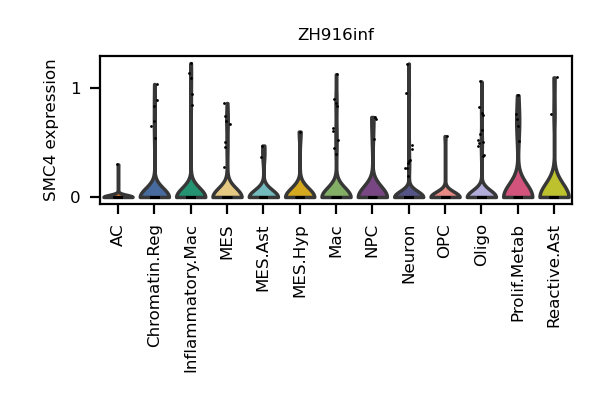 ZH916inf
SMC4 expression
1
0
AC
Chromatin.Reg
Inflammatory.Mac
MES
MES.Ast
MES.Hyp
Mac
NPC
Neuron
OPC
Oligo
Prolif.Metab
Reactive.Ast